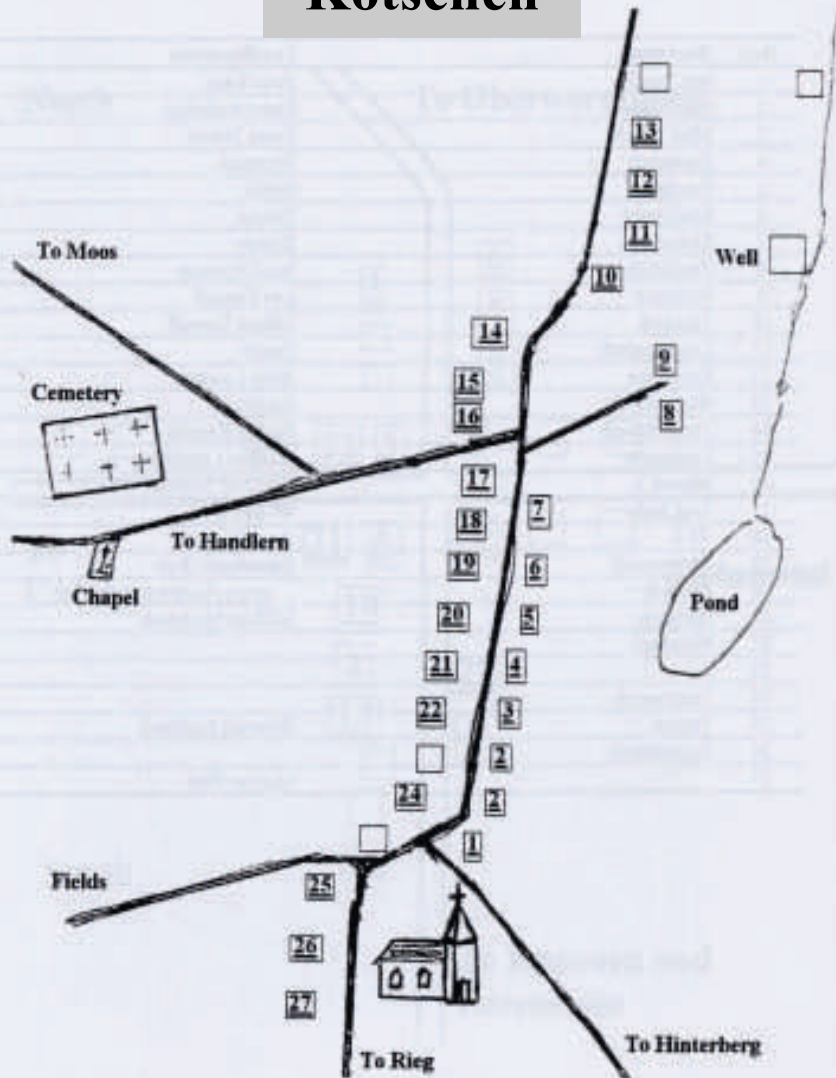 Kotschen
13
12
11
To Moos
Well
10
14
9
15
Cemetery
16
8
17
7
18
To Handlern
19
6
Chapel
Pond
20
5
21
4
22
3
2
24
2
1
Fields
25
26
27
To Hinterberg
To Rieg